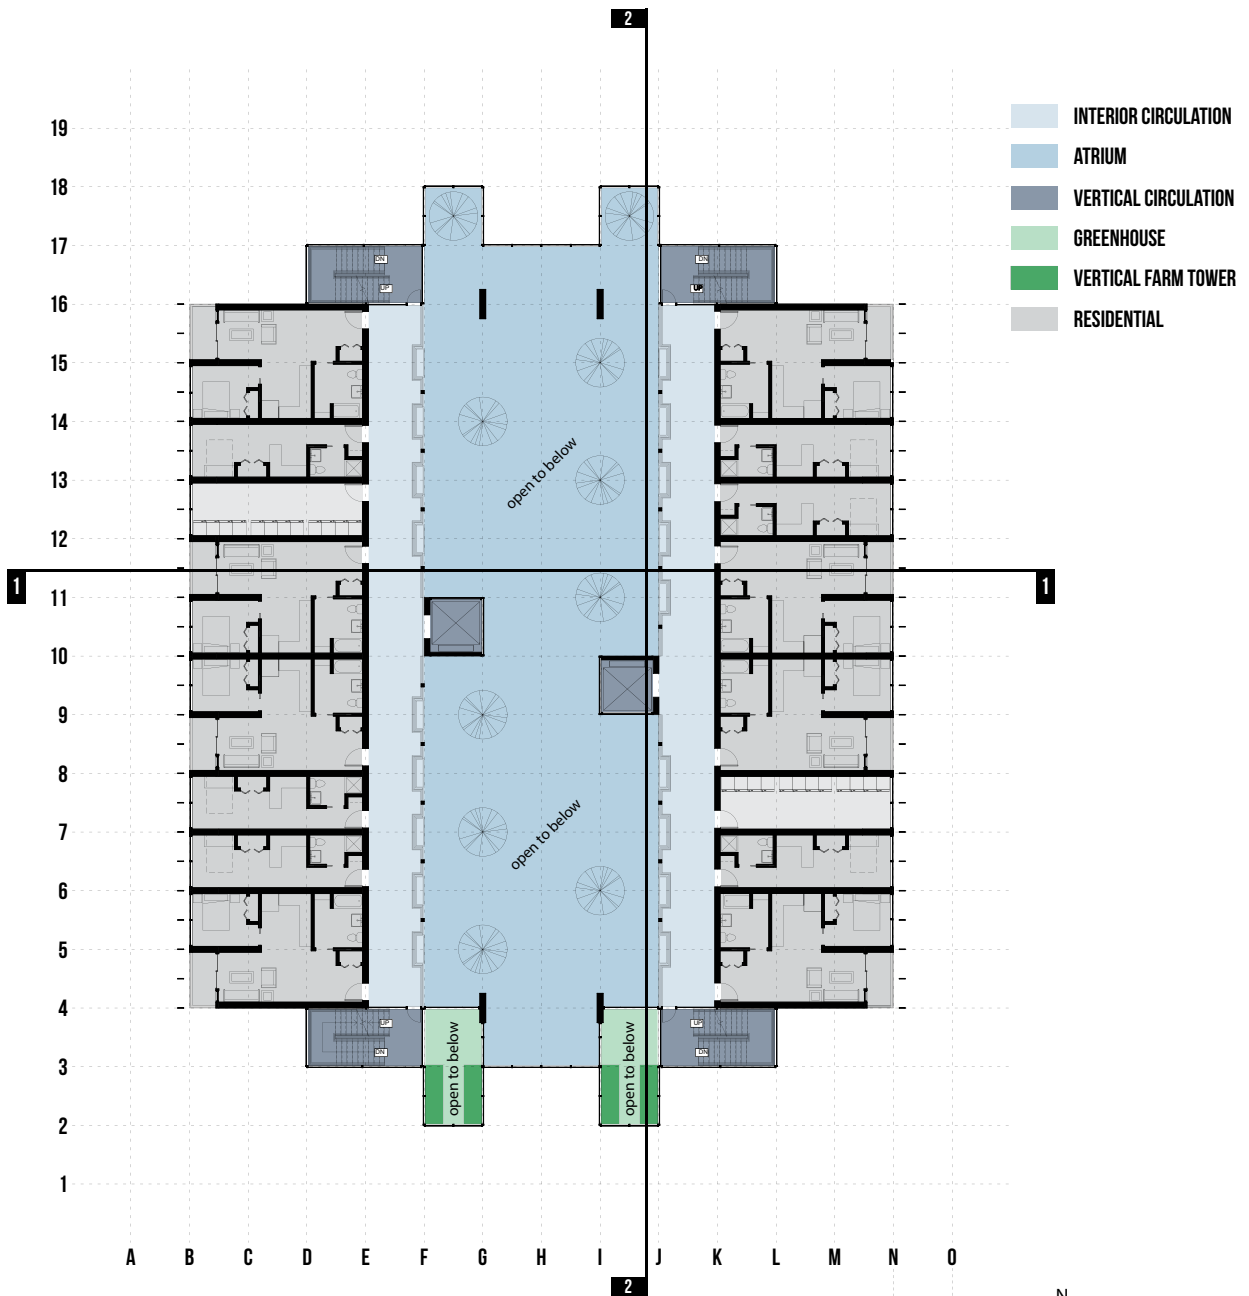 2
INTERIOR CIRCULATION
ATRIUM
VERTICAL CIRCULATION
GREENHOUSE
VERTICAL FARM TOWER
RESIDENTIAL
19
18
17
16
15
14
13
12
11
10
9
8
7
6
5
4
3
2
1
DN
UP
DN
UP
open to below
1
1
open to below
UP
DN
UP
DN
open to below
open to below
A B C D E F G H I J K L M N O
2
N